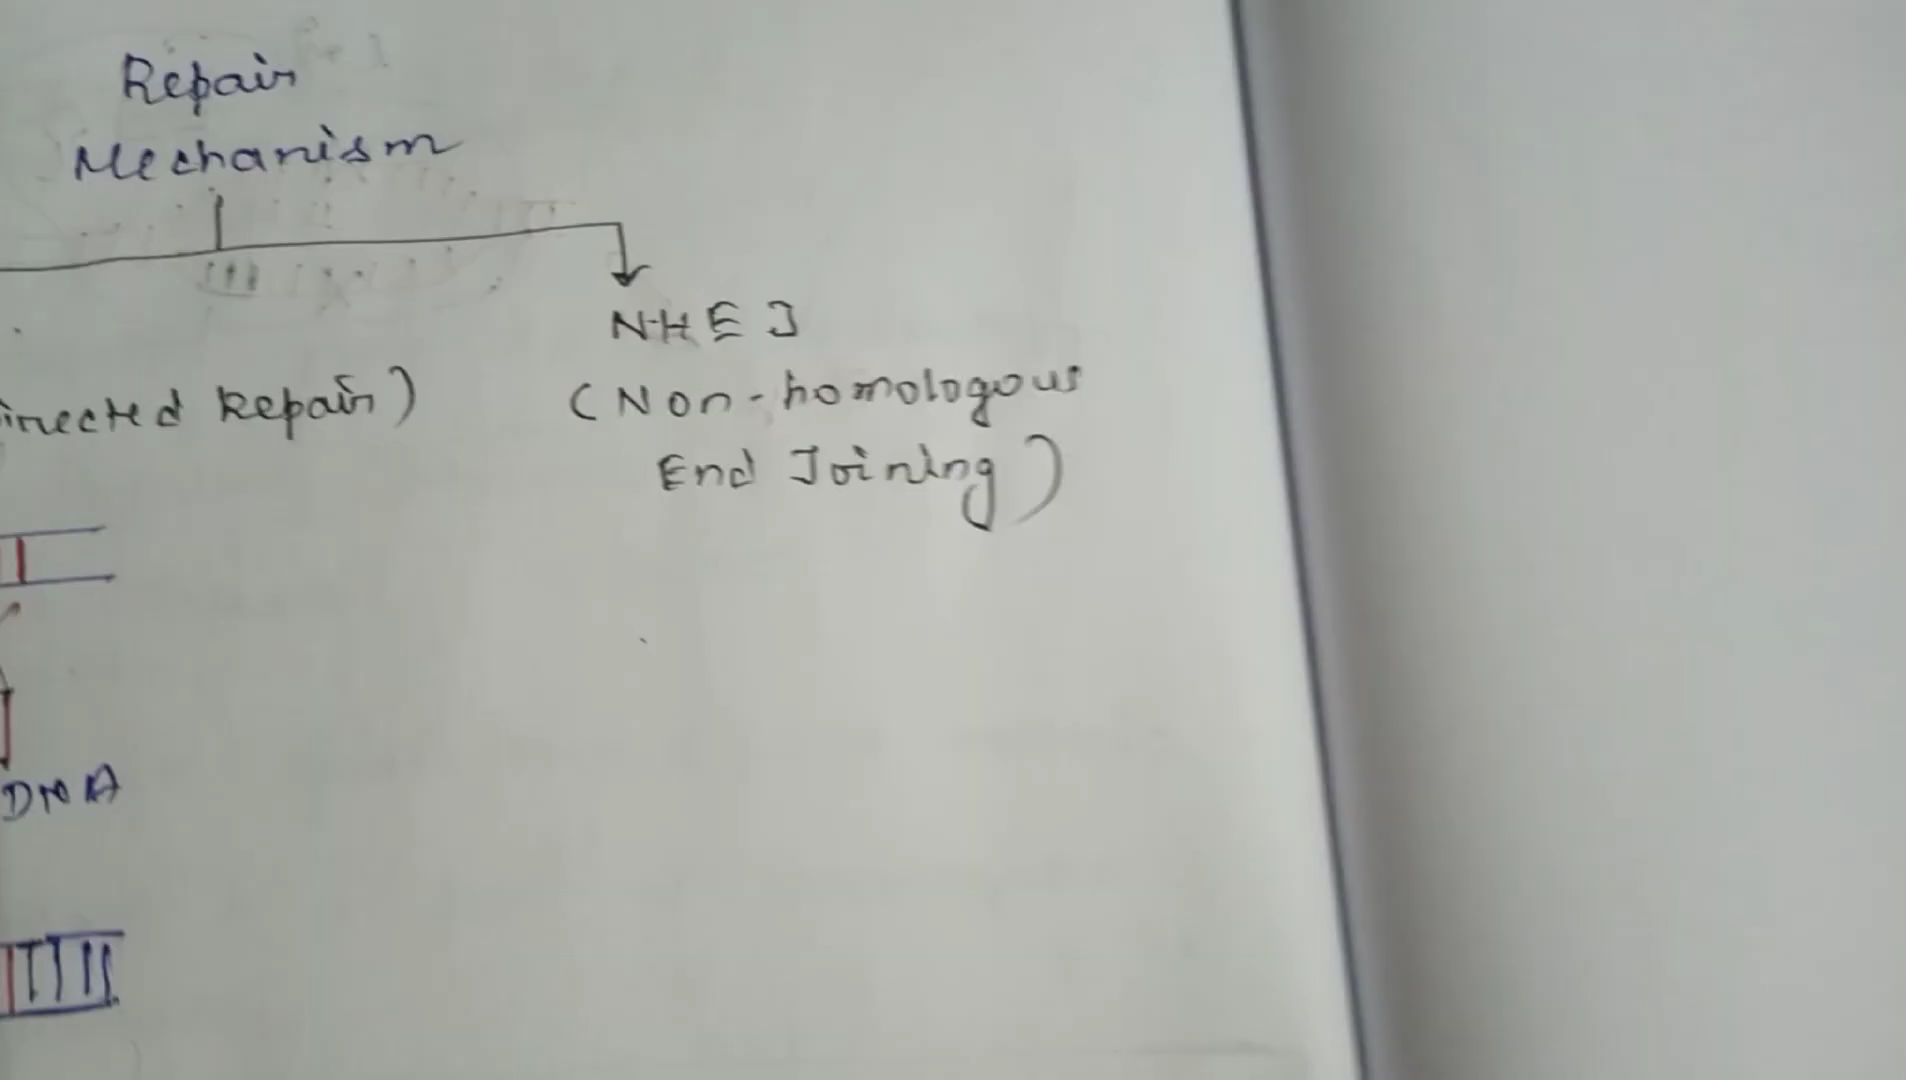 Repair
Mechanism
NHEJ
irected Repair)
(Non-homologous
End Joining)
DNA